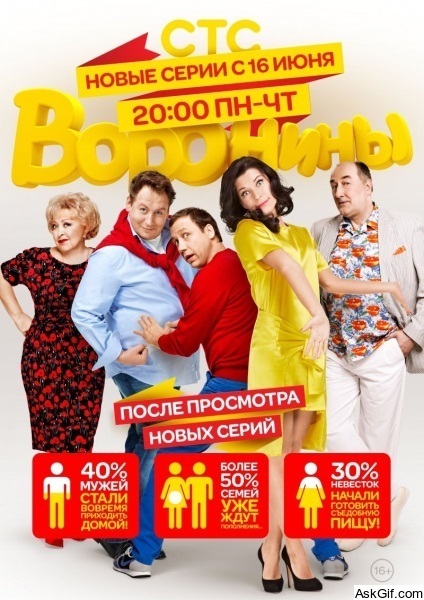 СТС
НОВЫЕ СЕРИИ С 16 ИЮНЯ
20:00 ПН-ЧТ
Воронины
ПОСЛЕ ПРОСМОТРА
НОВЫХ СЕРИЙ
40%
МУЖЕЙ
СТАЛИ
ВОВРЕМЯ
ПРИХОДИТЬ
ДОМОЙ!
БОЛЕЕ
50%
СЕМЕЙ
УЖЕ
ЖДУТ
ПОПОЛНЕНИЯ...
30%
НЕВЕСТОК
НАЧАЛИ
ГОТОВИТЬ
СЪЕДОБНУЮ
ПИЩУ!
16+
AskGif.com